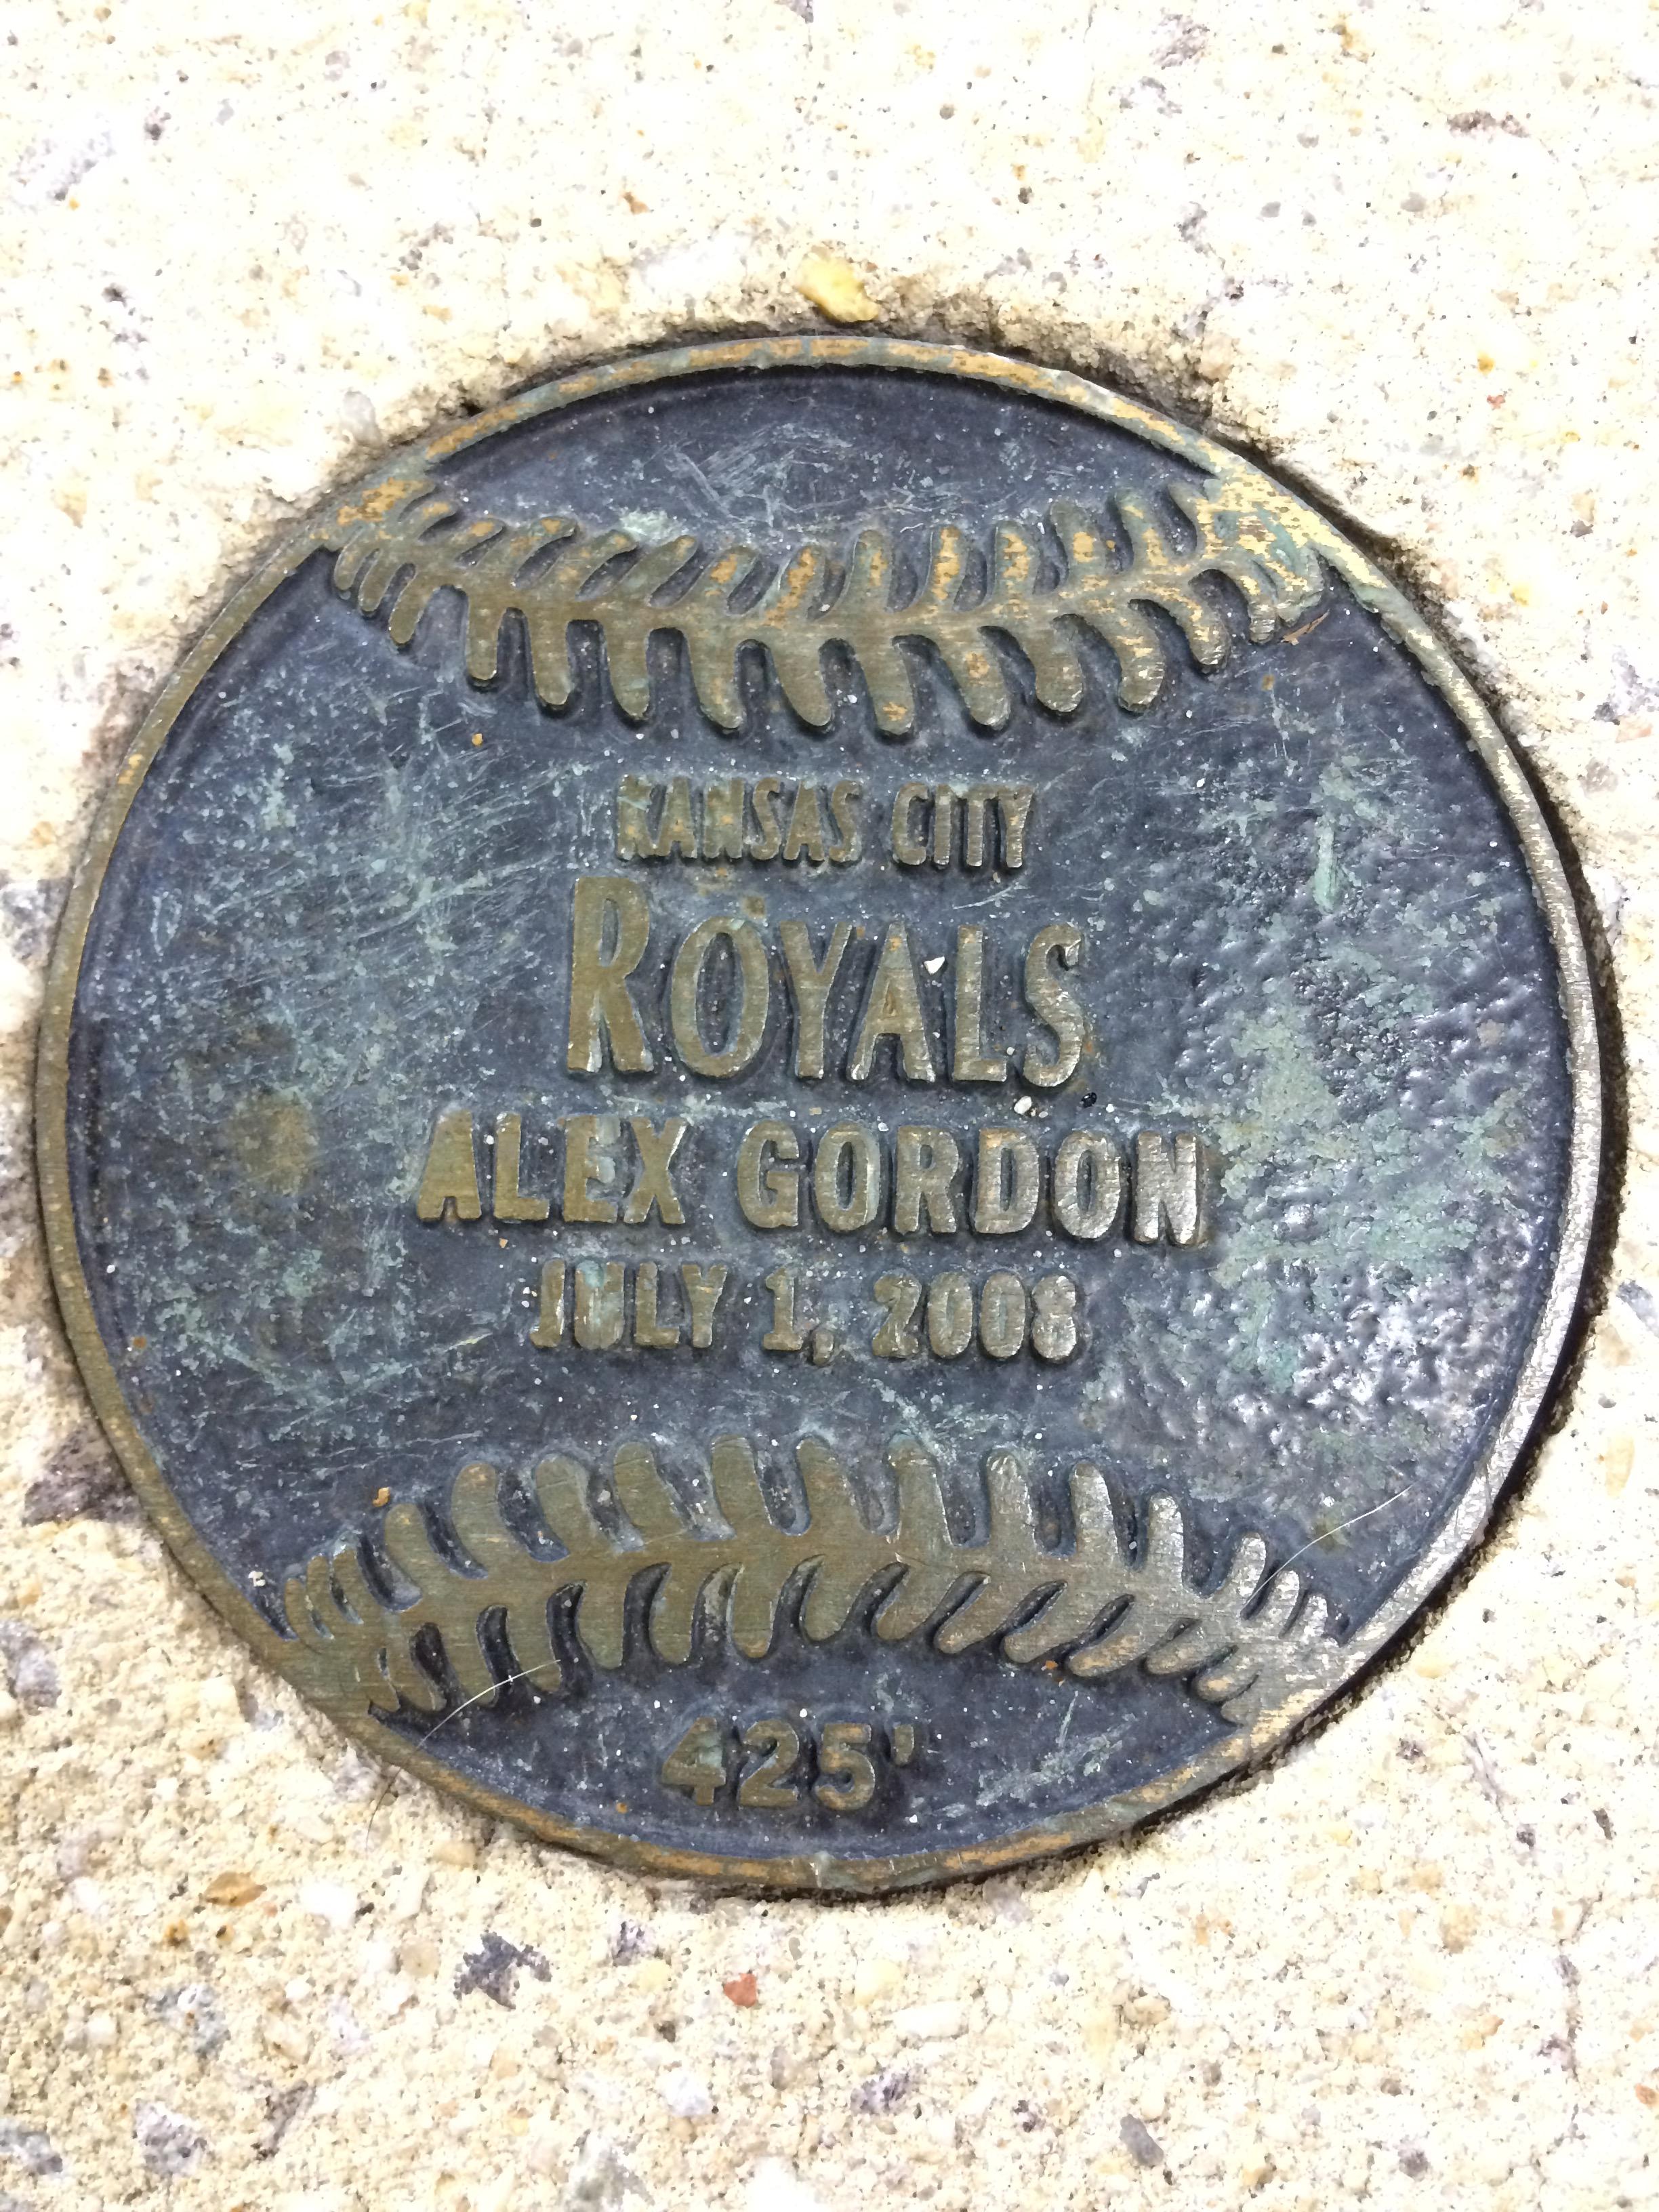 KANSAS CITY
ROYALS
ALEX GORDON
JULY 1, 2008
425'